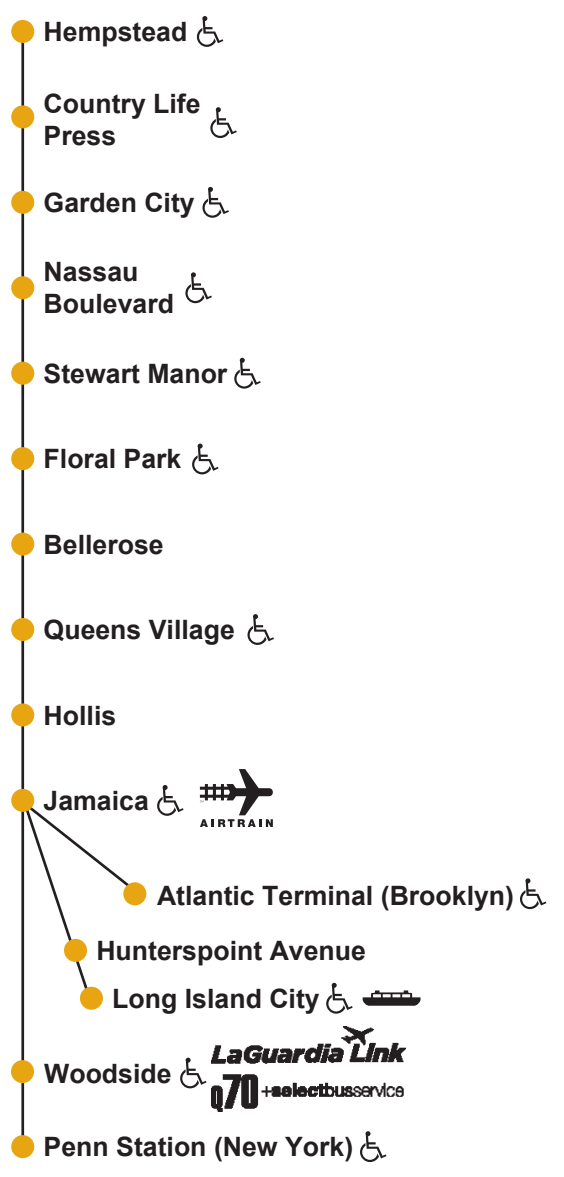 Hempstead
Country Life
Press
Garden City
Nassau
Boulevard
Stewart Manor
Floral Park
Bellerose
Queens Village
Hollis
Jamaica
AIRTRAIN
Atlantic Terminal (Brooklyn)
Hunterspoint Avenue
Long Island City
LaGuardia Link
Woodside
Q70 +selectbusservice
Penn Station (New York)